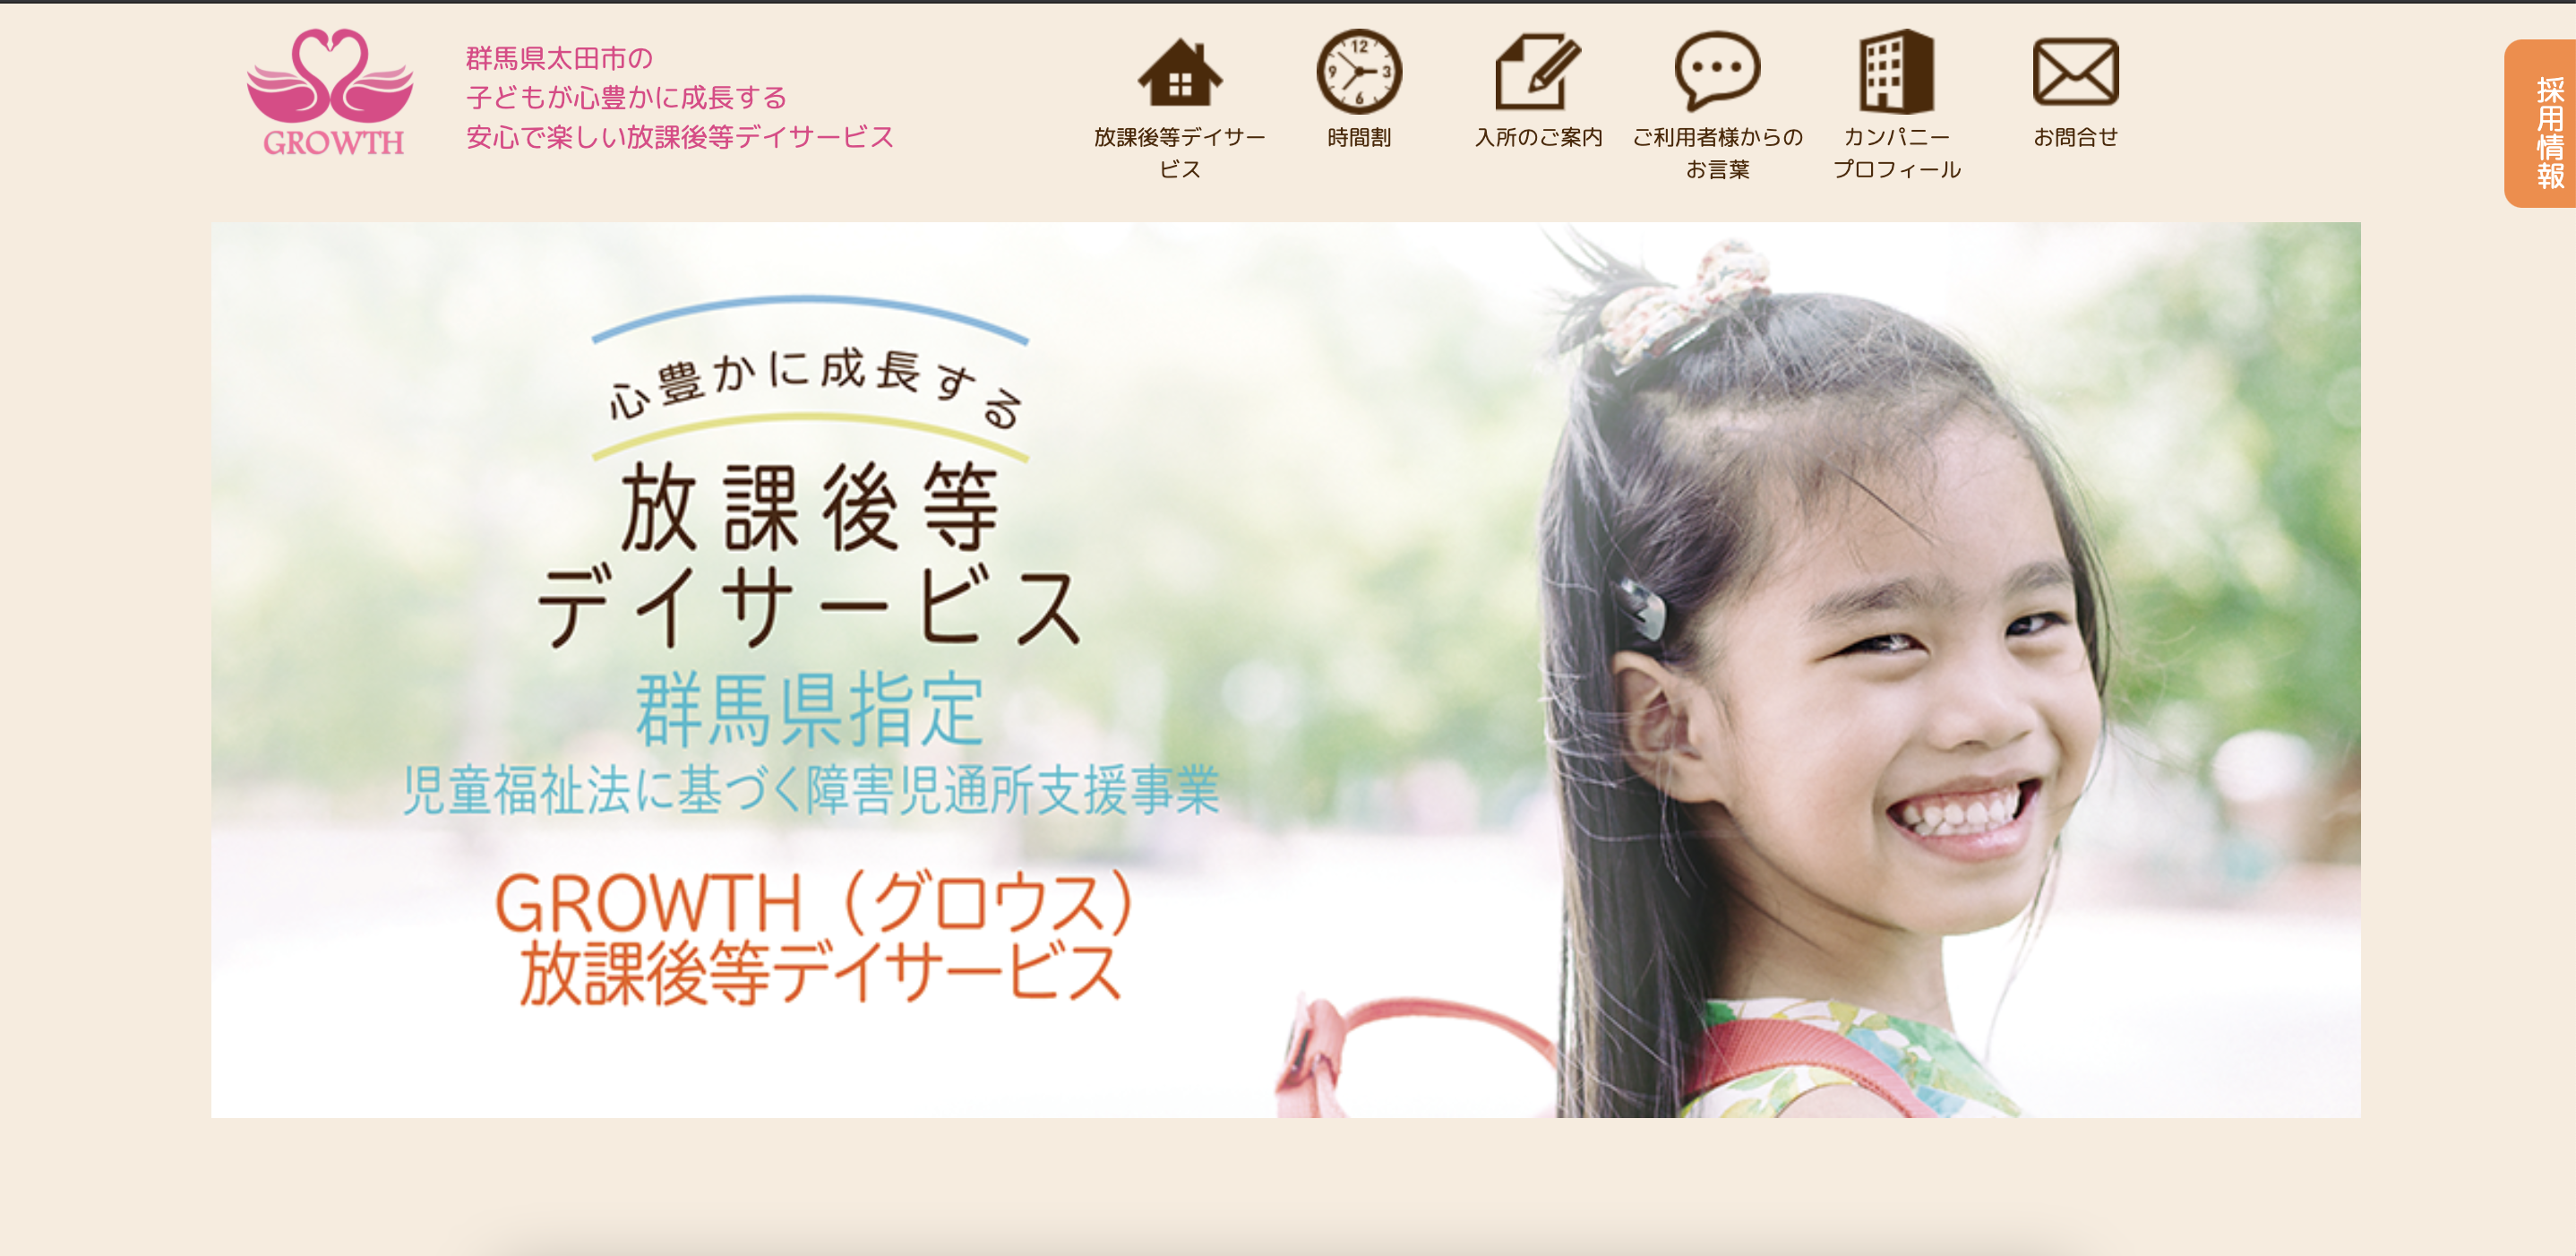 GROWTH
群馬県太田市の
子どもが心豊かに成長する
安心で楽しい放課後等デイサービス
放課後等デイサー
ビス
12
3
6
9
時間割
入所のご案内
ご利用者様からの
お言葉
カンパニー
プロフィール
お問合せ
採用情報
心豊かに成長する
放課後等
デイサービス
群馬県指定
児童福祉法に基づく障害児通所支援事業
GROWTH（グロウス）
放課後等デイサービス